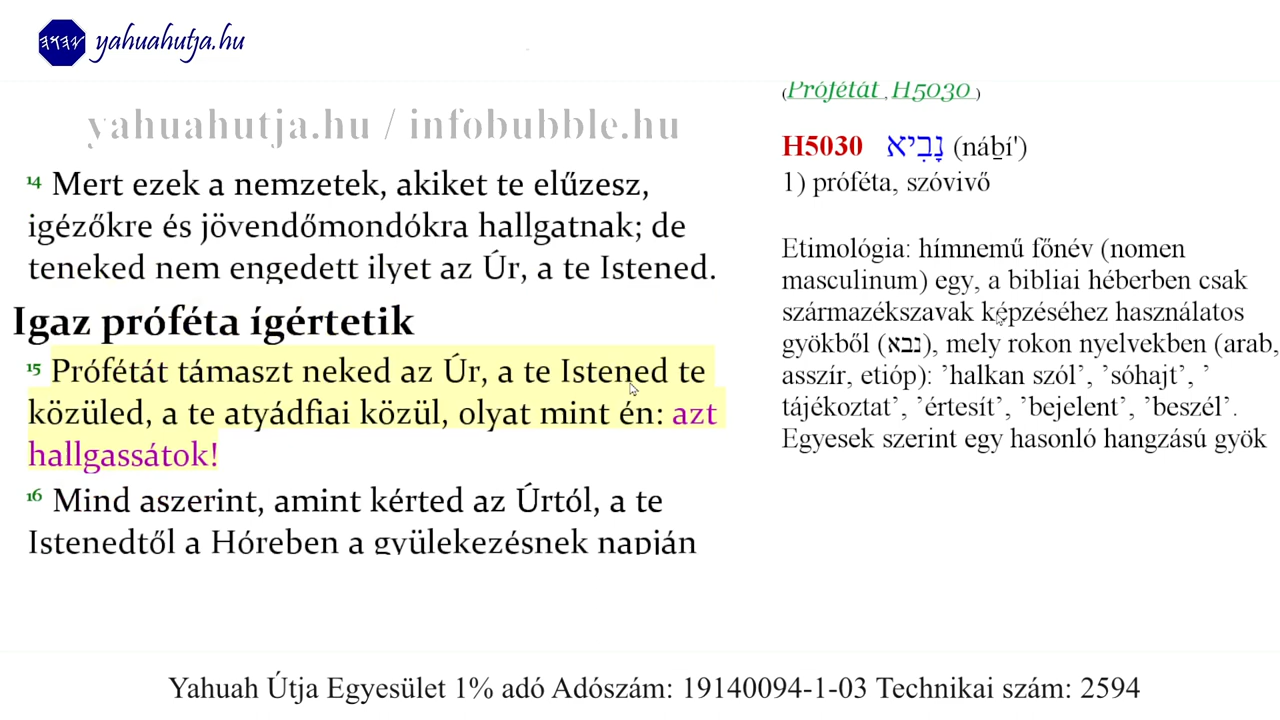 yahuahutja.hu
yahuahutja.hu / infobubble.hu
14 Mert ezek a nemzetek, akiket te elűzesz,
igézőkre és jövendőmondókra hallgatnak; de
teneked nem engedett ilyet az Úr, a te Istened.
Igaz próféta ígértetik
15 Prófétát támaszt neked az Úr, a te Istened te
közüled, a te atyádfiai közül, olyat mint én: azt
hallgassátok!
16 Mind aszerint, amint kérted az Úrtól, a te
Istenedtől a Hóreben a gyülekezésnek napján
(Prófétát, H5030)
H5030 נָבִיא (náḇí')
1) próféta, szóvivő
Etimológia: hímnemű főnév (nomen
masculinum) egy, a bibliai héberben csak
származékszavak képzéséhez használatos
gyökből (נבא), mely rokon nyelvekben (arab,
asszír, etióp): ’halkan szól’, ’sóhajt’, ’
tájékoztat’, ’értesít’, ’bejelent’, ’beszél’.
Egyesek szerint egy hasonló hangzású gyök
Yahuah Útja Egyesület 1% adó Adószám: 19140094-1-03 Technikai szám: 2594